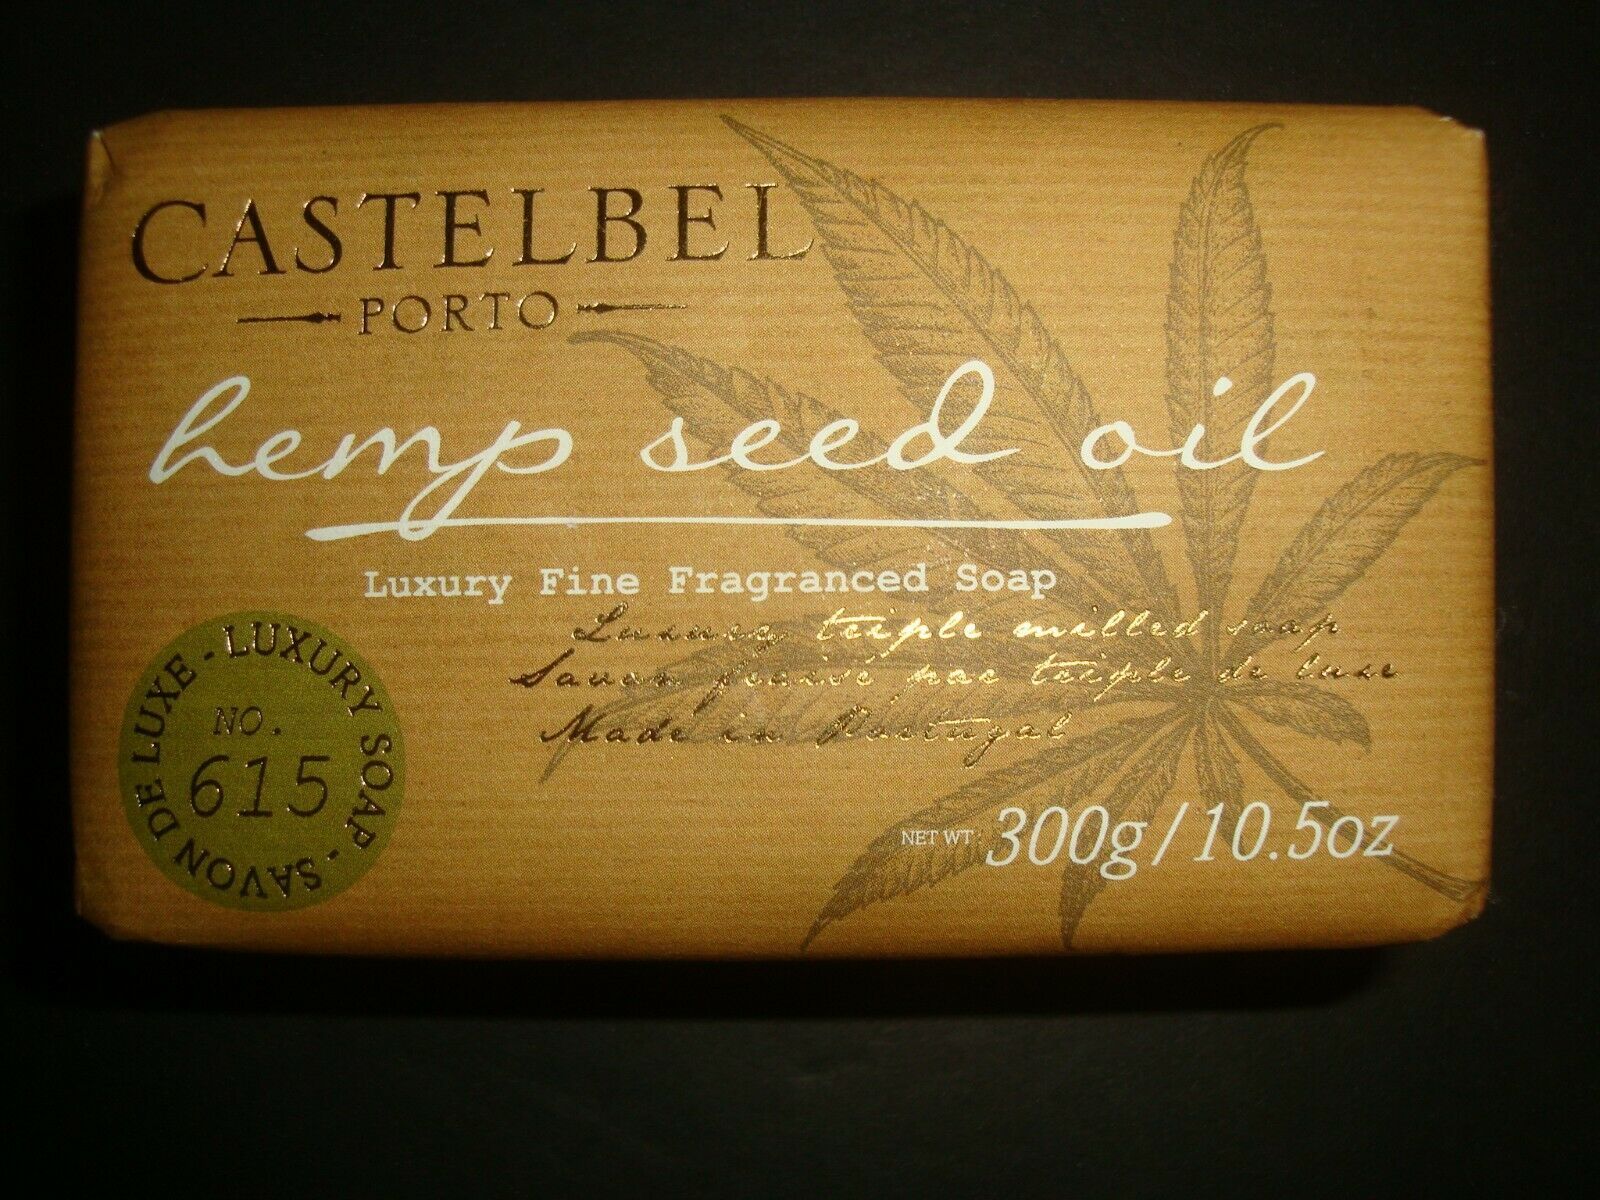 CASTELBEL
PORTO
hemp seed oil
Luxury Fine Fragranced Soap
Luxury triple milled soap
Savon fraisé par triple de luxe
Made in Portugal
LUXURY SOAP - SAVON DE LUXE -
NO.
615
NET WT: 300g/10.5oz